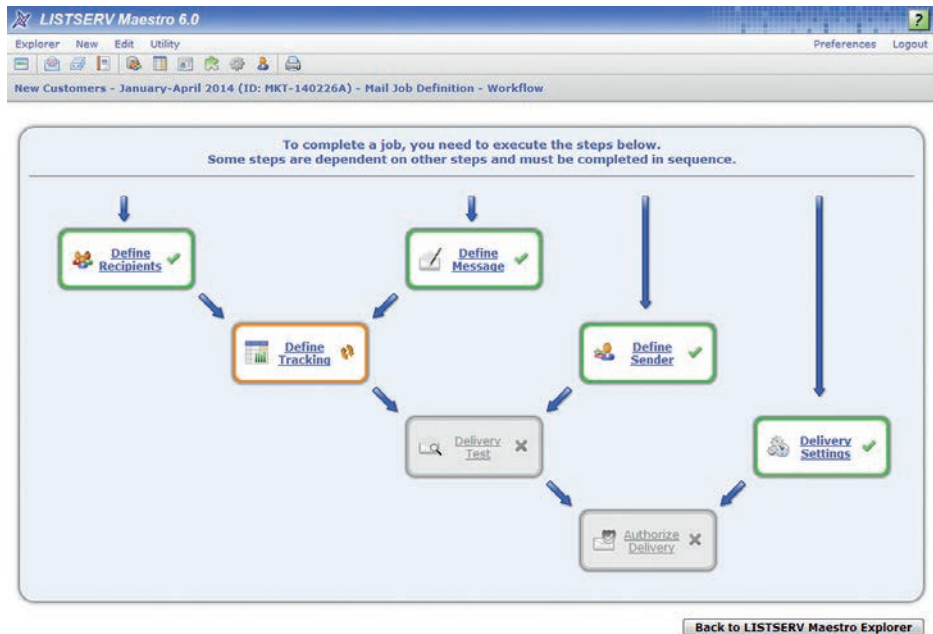 LISTSERV Maestro 6.0
?
Explorer New Edit Utility Preferences Logout
New Customers - January-April 2014 (ID: MKT-140226A) - Mail Job Definition - Workflow
To complete a job, you need to execute the steps below.
Some steps are dependent on other steps and must be completed in sequence.
Define
Recipients
Define
Message
Define
Tracking
Define
Sender
Delivery
Test
Delivery
Settings
Authorize
Delivery
Back to LISTSERV Maestro Explorer